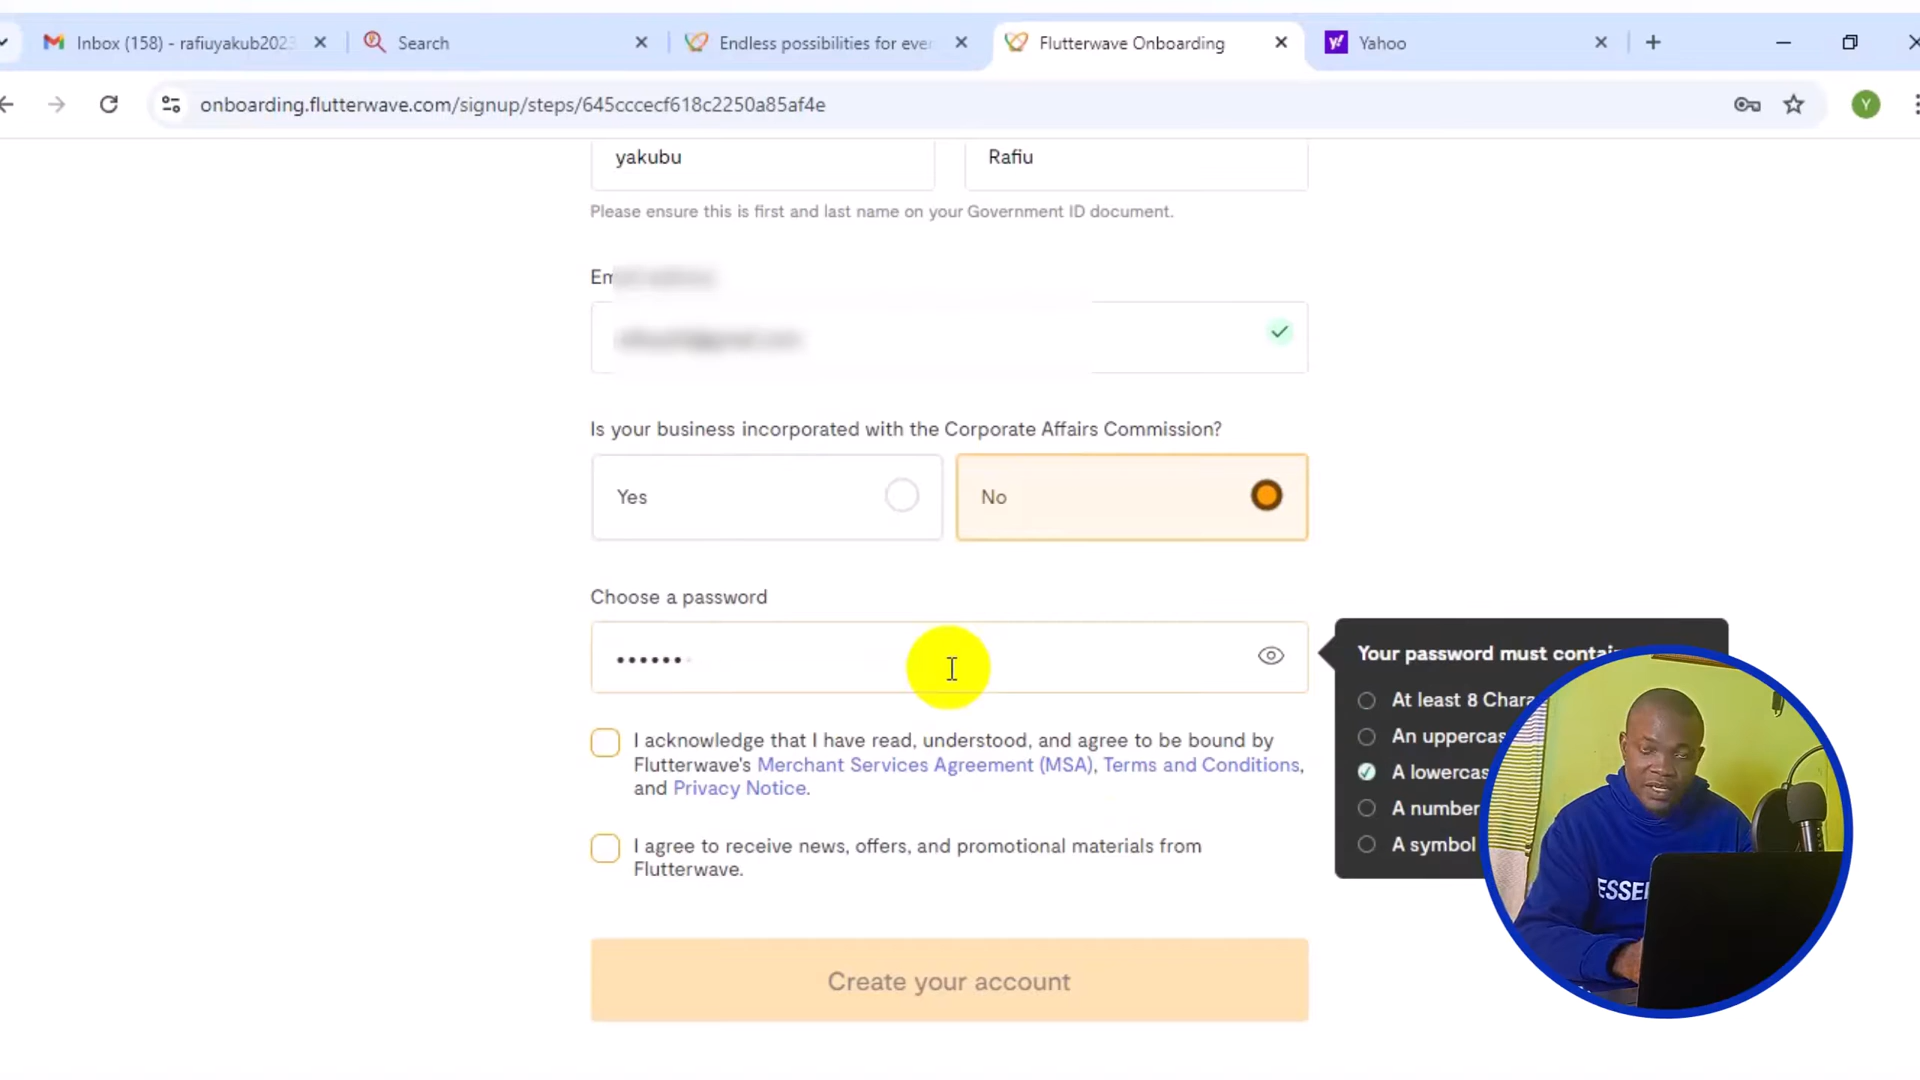 Inbox (158) - rafiuyakub2023
Search
Endless possibilities for ever
Flutterwave Onboarding
Yahoo
onboarding.flutterwave.com/signup/steps/645cccecf618c2250a85af4e
Y
yakubu
Rafiu
Please ensure this is first and last name on your Government ID document.
Is your business incorporated with the Corporate Affairs Commission?
Yes
No
Choose a password
Your password must contain
At least 8 Chara
An uppercas
A lowercas
A number
A symbol
I acknowledge that I have read, understood, and agree to be bound by
Flutterwave's Merchant Services Agreement (MSA), Terms and Conditions,
and Privacy Notice.
I agree to receive news, offers, and promotional materials from
Flutterwave.
Create your account
ESSE